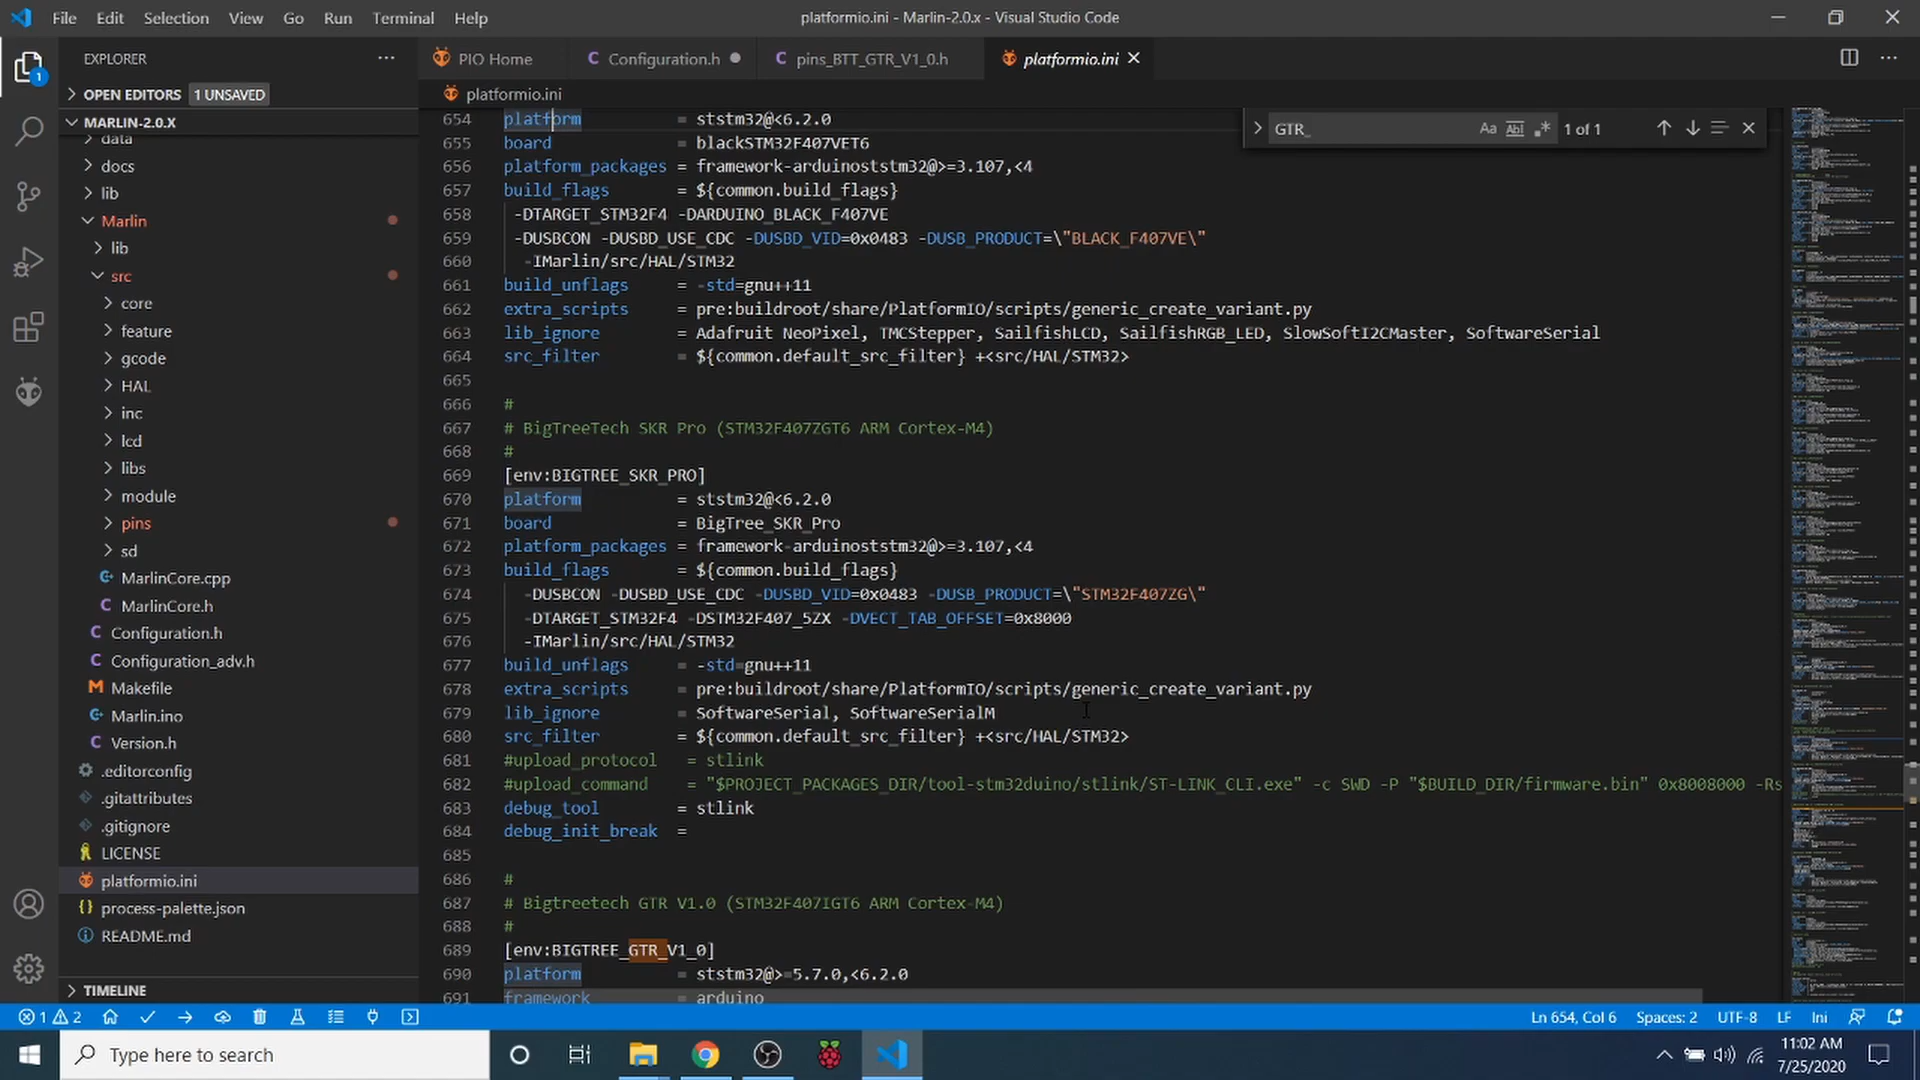 File Edit Selection View Go Run Terminal Help
platformio.ini - Marlin-2.0.x - Visual Studio Code
EXPLORER
PIO Home
Configuration.h
pins_BTT_GTR_V1_0.h
platformio.ini
OPEN EDITORS 1 UNSAVED
platformio.ini
MARLIN-2.0.X
data
docs
lib
Marlin
lib
src
core
feature
gcode
HAL
inc
lcd
libs
module
pins
sd
MarlinCore.cpp
MarlinCore.h
Configuration.h
Configuration_adv.h
Makefile
Marlin.ino
Version.h
.editorconfig
.gitattributes
.gitignore
LICENSE
platformio.ini
process-palette.json
README.md
TIMELINE
GTR_ Aa Abl .* 1 of 1
654 platform = ststm32@<6.2.0
655 board = blackSTM32F407VET6
656 platform_packages = framework-arduinoststm32@>=3.107,<4
657 build_flags = ${common.build_flags}
658 -DTARGET_STM32F4 -DARDUINO_BLACK_F407VE
659 -DUSBCON -DUSBD_USE_CDC -DUSBD_VID=0x0483 -DUSB_PRODUCT=\"BLACK_F407VE\"
660 -IMarlin/src/HAL/STM32
661 build_unflags = -std=gnu++11
662 extra_scripts = pre:buildroot/share/PlatformIO/scripts/generic_create_variant.py
663 lib_ignore = Adafruit NeoPixel, TMCStepper, SailfishLCD, SailfishRGB_LED, SlowSoftI2CMaster, SoftwareSerial
664 src_filter = ${common.default_src_filter} +<src/HAL/STM32>
665
666 #
667 # BigTreeTech SKR Pro (STM32F407ZGT6 ARM Cortex-M4)
668 #
669 [env:BIGTREE_SKR_PRO]
670 platform = ststm32@<6.2.0
671 board = BigTree_SKR_Pro
672 platform_packages = framework-arduinoststm32@>=3.107,<4
673 build_flags = ${common.build_flags}
674 -DUSBCON -DUSBD_USE_CDC -DUSBD_VID=0x0483 -DUSB_PRODUCT=\"STM32F407ZG\"
675 -DTARGET_STM32F4 -DSTM32F407_5ZX -DVECT_TAB_OFFSET=0x8000
676 -IMarlin/src/HAL/STM32
677 build_unflags = -std=gnu++11
678 extra_scripts = pre:buildroot/share/PlatformIO/scripts/generic_create_variant.py
679 lib_ignore = SoftwareSerial, SoftwareSerialM
680 src_filter = ${common.default_src_filter} +<src/HAL/STM32>
681 #upload_protocol = stlink
682 #upload_command = "$PROJECT_PACKAGES_DIR/tool-stm32duino/stlink/ST-LINK_CLI.exe" -c SWD -P "$BUILD_DIR/firmware.bin" 0x8008000 -Rs
683 debug_tool = stlink
684 debug_init_break =
685
686 #
687 # Bigtreetech GTR V1.0 (STM32F407IGT6 ARM Cortex-M4)
688 #
689 [env:BIGTREE_GTR_V1_0]
690 platform = ststm32@>=5.7.0,<6.2.0
691 framework = arduino
1 2
Ln 654, Col 6 Spaces: 2 UTF-8 LF Ini
Type here to search
11:02 AM
7/25/2020